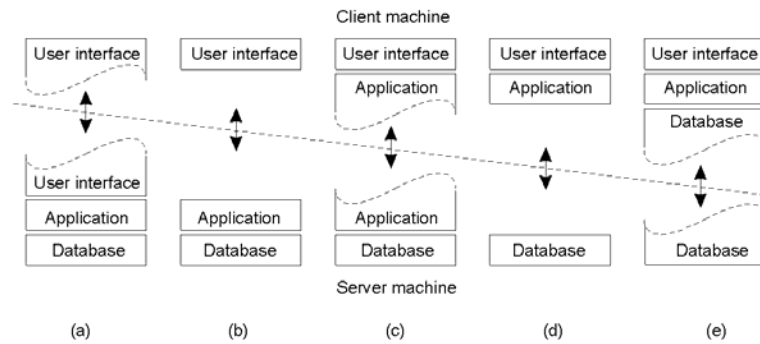 Client machine
User interface User interface User interface User interface User interface
Application Application Application
Database
User interface
Application Application Application
Database Database Database Database Database
Server machine
(a) (b) (c) (d) (e)